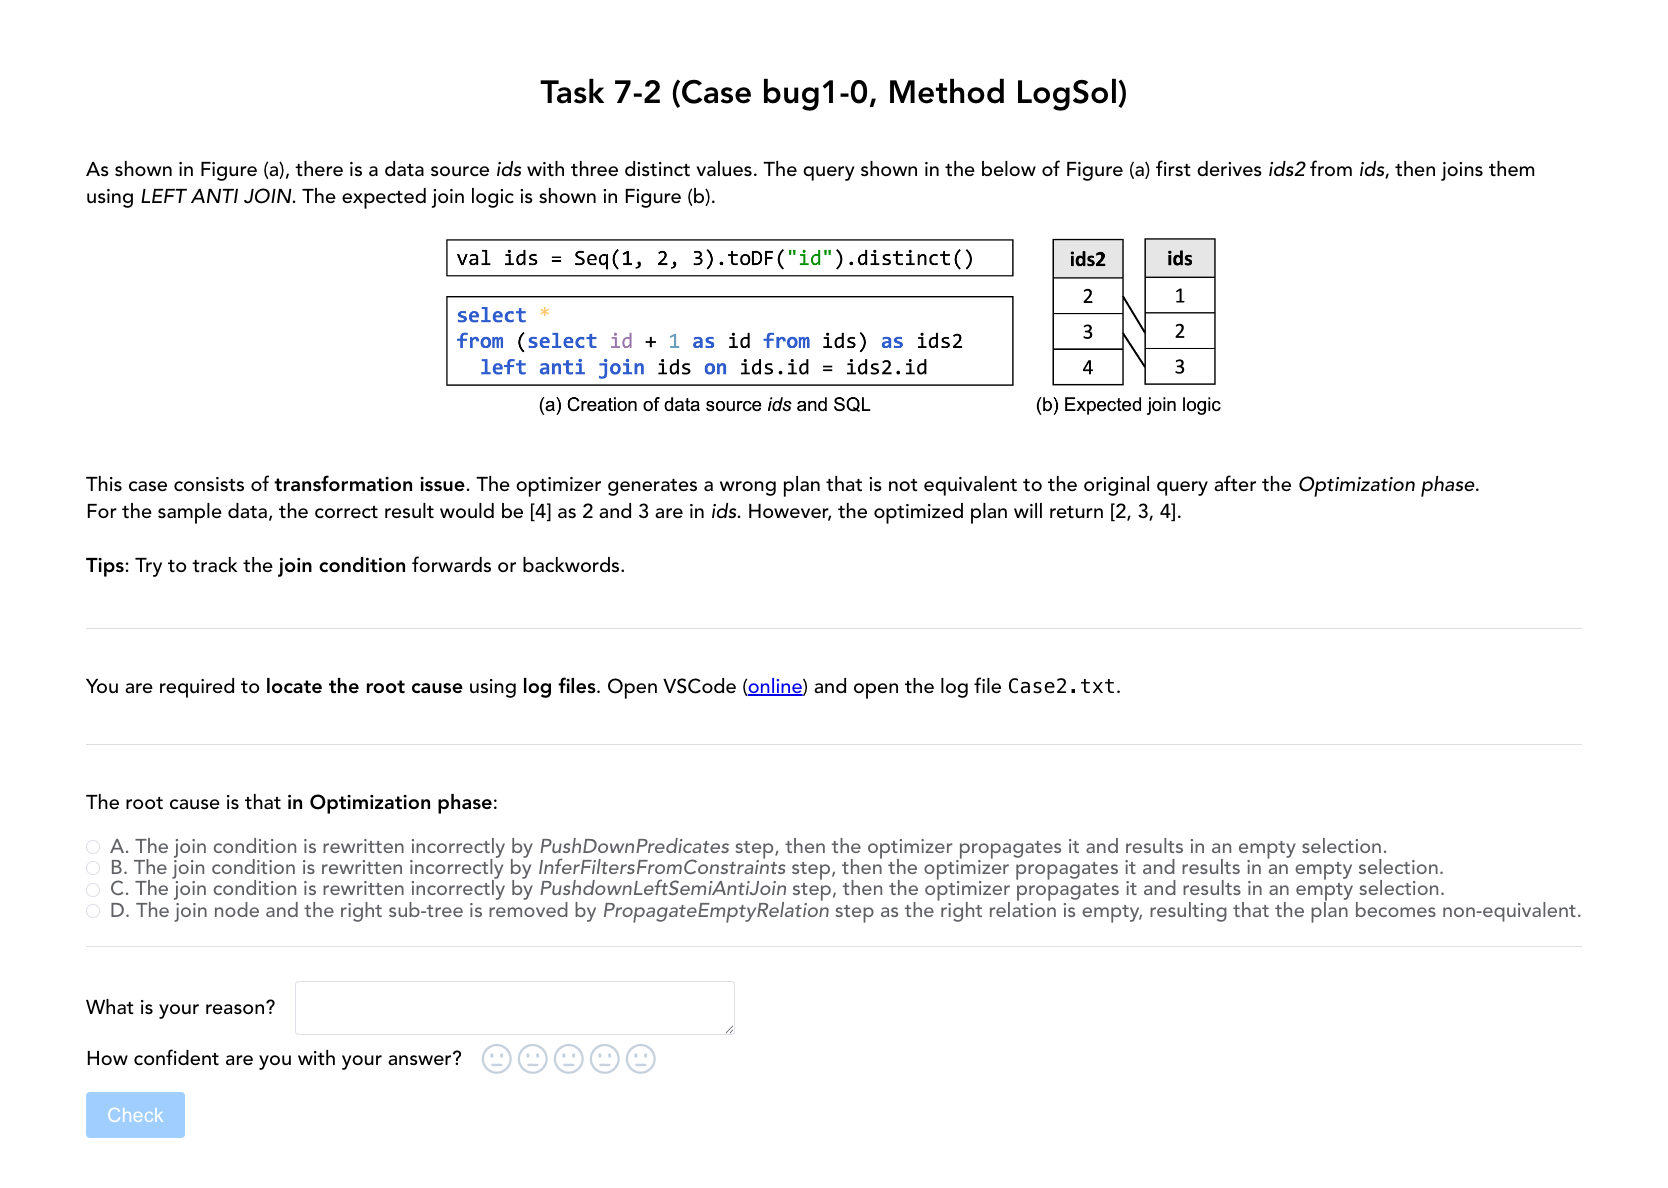 Task 7-2 (Case bug1-0, Method LogSol)
As shown in Figure (a), there is a data source ids with three distinct values. The query shown in the below of Figure (a) first derives ids2 from ids, then joins them
using LEFT ANTI JOIN. The expected join logic is shown in Figure (b).
val ids = Seq(1, 2, 3).toDF("id").distinct()
select *
from (select id + 1 as id from ids) as ids2
left anti join ids on ids.id = ids2.id
(a) Creation of data source ids and SQL
ids2 ids
2 1
3 2
4 3
(b) Expected join logic
This case consists of transformation issue. The optimizer generates a wrong plan that is not equivalent to the original query after the Optimization phase.
For the sample data, the correct result would be [4] as 2 and 3 are in ids. However, the optimized plan will return [2, 3, 4].
Tips: Try to track the join condition forwards or backwords.
You are required to locate the root cause using log files. Open VSCode (online) and open the log file Case2.txt.
The root cause is that in Optimization phase:
A. The join condition is rewritten incorrectly by PushDownPredicates step, then the optimizer propagates it and results in an empty selection.
B. The join condition is rewritten incorrectly by InferFiltersFromConstraints step, then the optimizer propagates it and results in an empty selection.
C. The join condition is rewritten incorrectly by PushdownLeftSemiAntiJoin step, then the optimizer propagates it and results in an empty selection.
D. The join node and the right sub-tree is removed by PropagateEmptyRelation step as the right relation is empty, resulting that the plan becomes non-equivalent.
What is your reason?
How confident are you with your answer?
Check